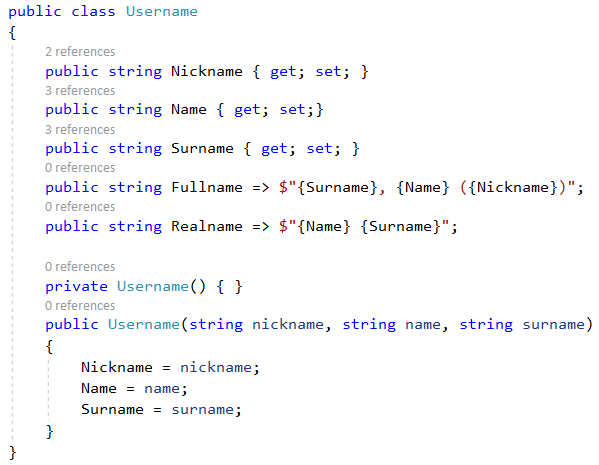 public class Username
{
2 references
public string Nickname { get; set; }
3 references
public string Name { get; set;}
3 references
public string Surname { get; set; }
0 references
public string Fullname => $"{Surname}, {Name} ({Nickname})";
0 references
public string Realname => $"{Name} {Surname}";
0 references
private Username() { }
0 references
public Username(string nickname, string name, string surname)
{
Nickname = nickname;
Name = name;
Surname = surname;
}
}